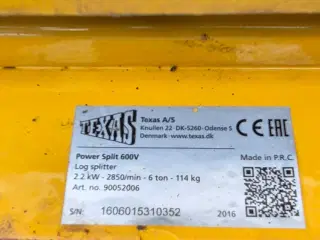 TEXAS
Texas A/S
Knullen 22 · DK-5260 · Odense S
Denmark · www.texas.dk
CE EAC
Power Split 600V
Made in P.R.C.
Log splitter
2.2 kW - 2850/min - 6 ton - 114 kg
Art. no. 90052006
S/N: 1606015310352 2016